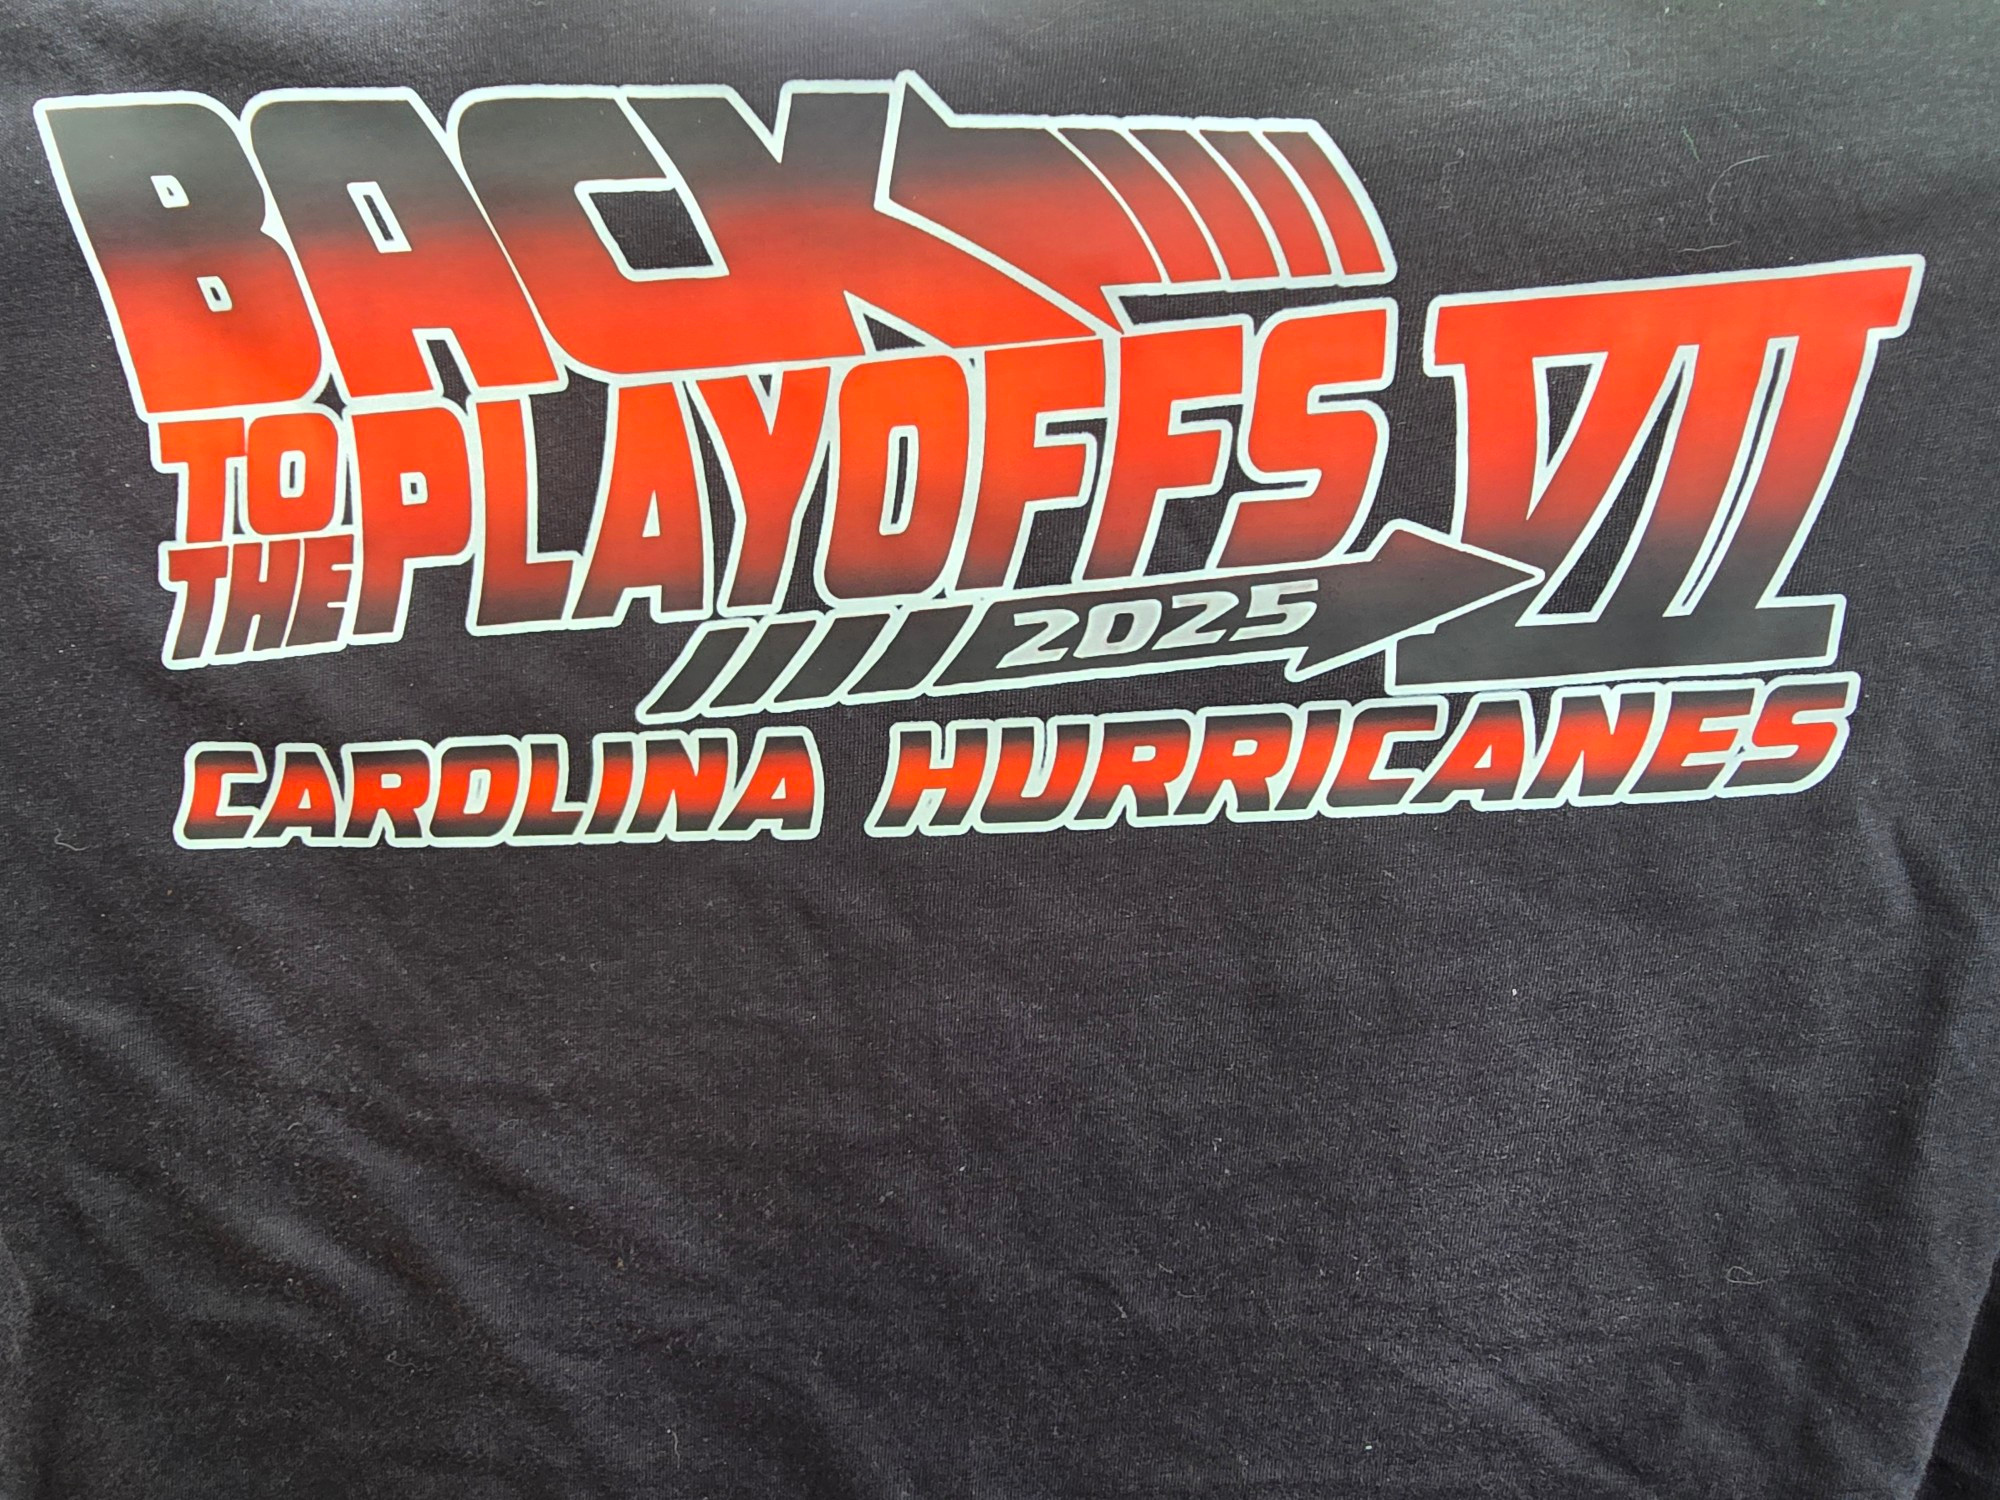 BACK
TO
THE
PLAYOFFS
VII
2025
CAROLINA HURRICANES